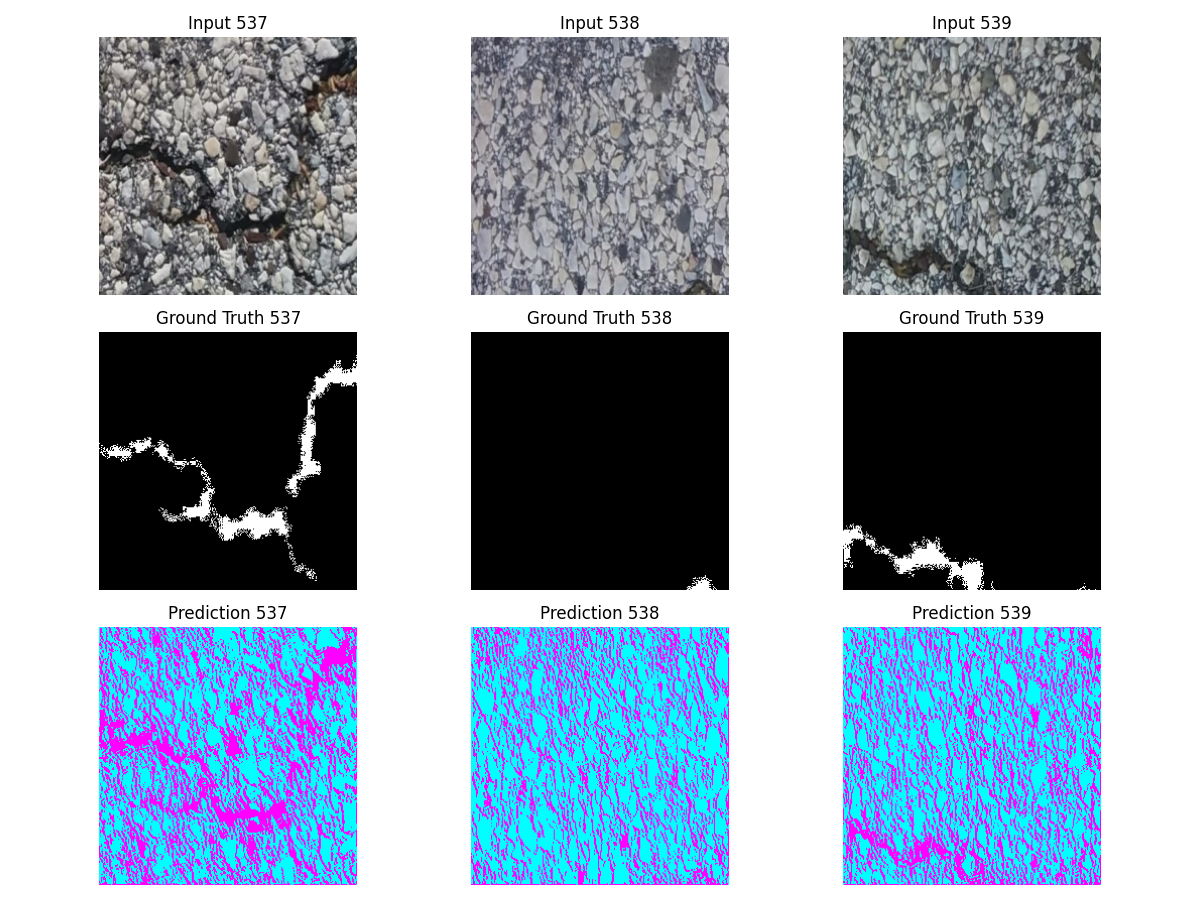 Input 537
Input 538
Input 539
Ground Truth 537
Ground Truth 538
Ground Truth 539
Prediction 537
Prediction 538
Prediction 539